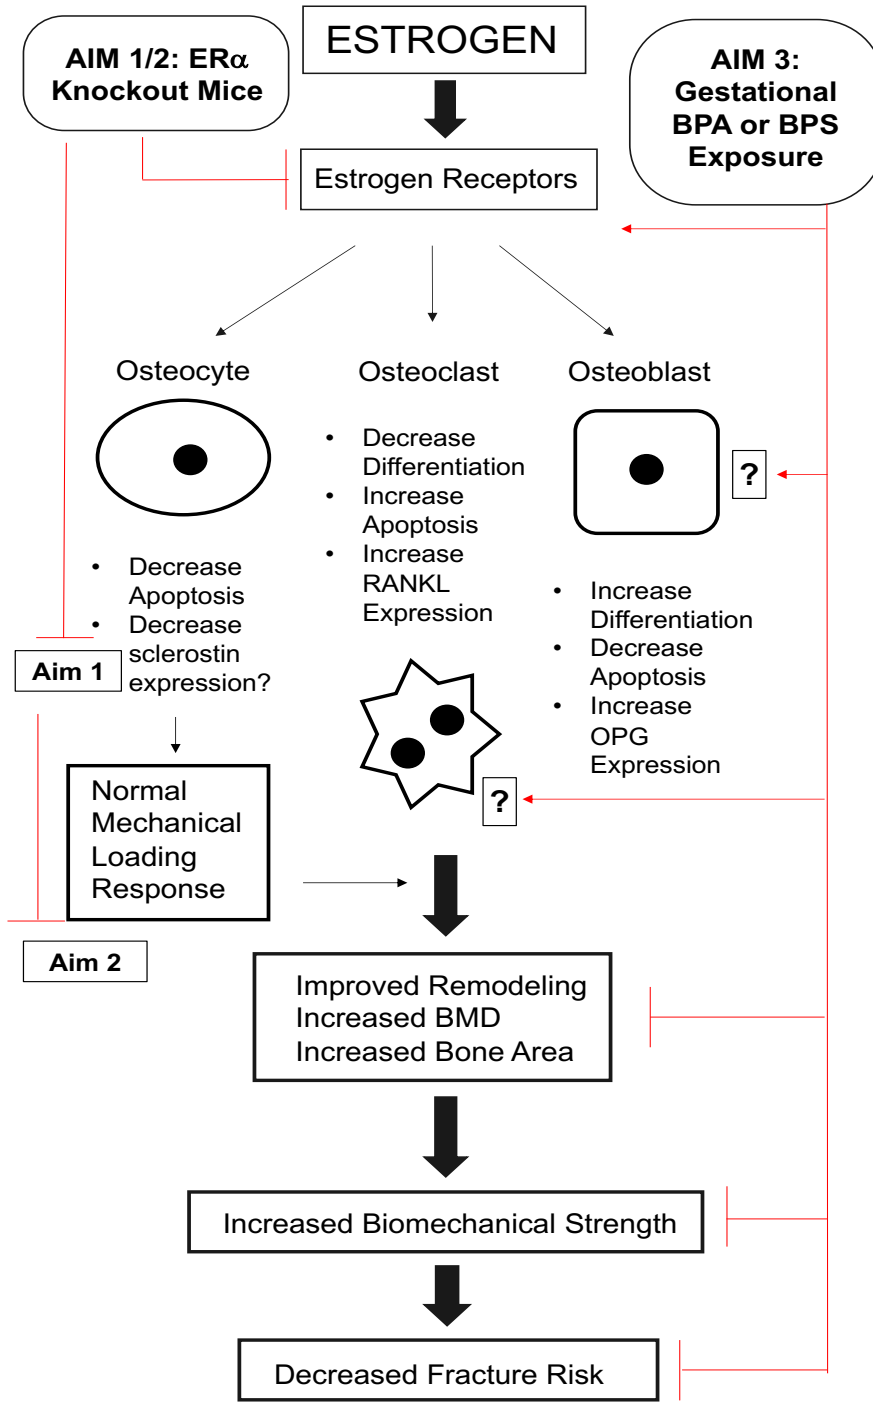 ESTROGEN
AIM 1/2: ERα
Knockout Mice
AIM 3:
Gestational
BPA or BPS
Exposure
Estrogen Receptors
Osteocyte
• Decrease
Apoptosis
• Decrease
sclerostin
expression?
Osteoclast
• Decrease
Differentiation
• Increase
Apoptosis
• Increase
RANKL
Expression
Osteoblast
?
• Increase
Differentiation
• Decrease
Apoptosis
• Increase
OPG
Expression
Aim 1
?
Normal
Mechanical
Loading
Response
Aim 2
Improved Remodeling
Increased BMD
Increased Bone Area
Increased Biomechanical Strength
Decreased Fracture Risk